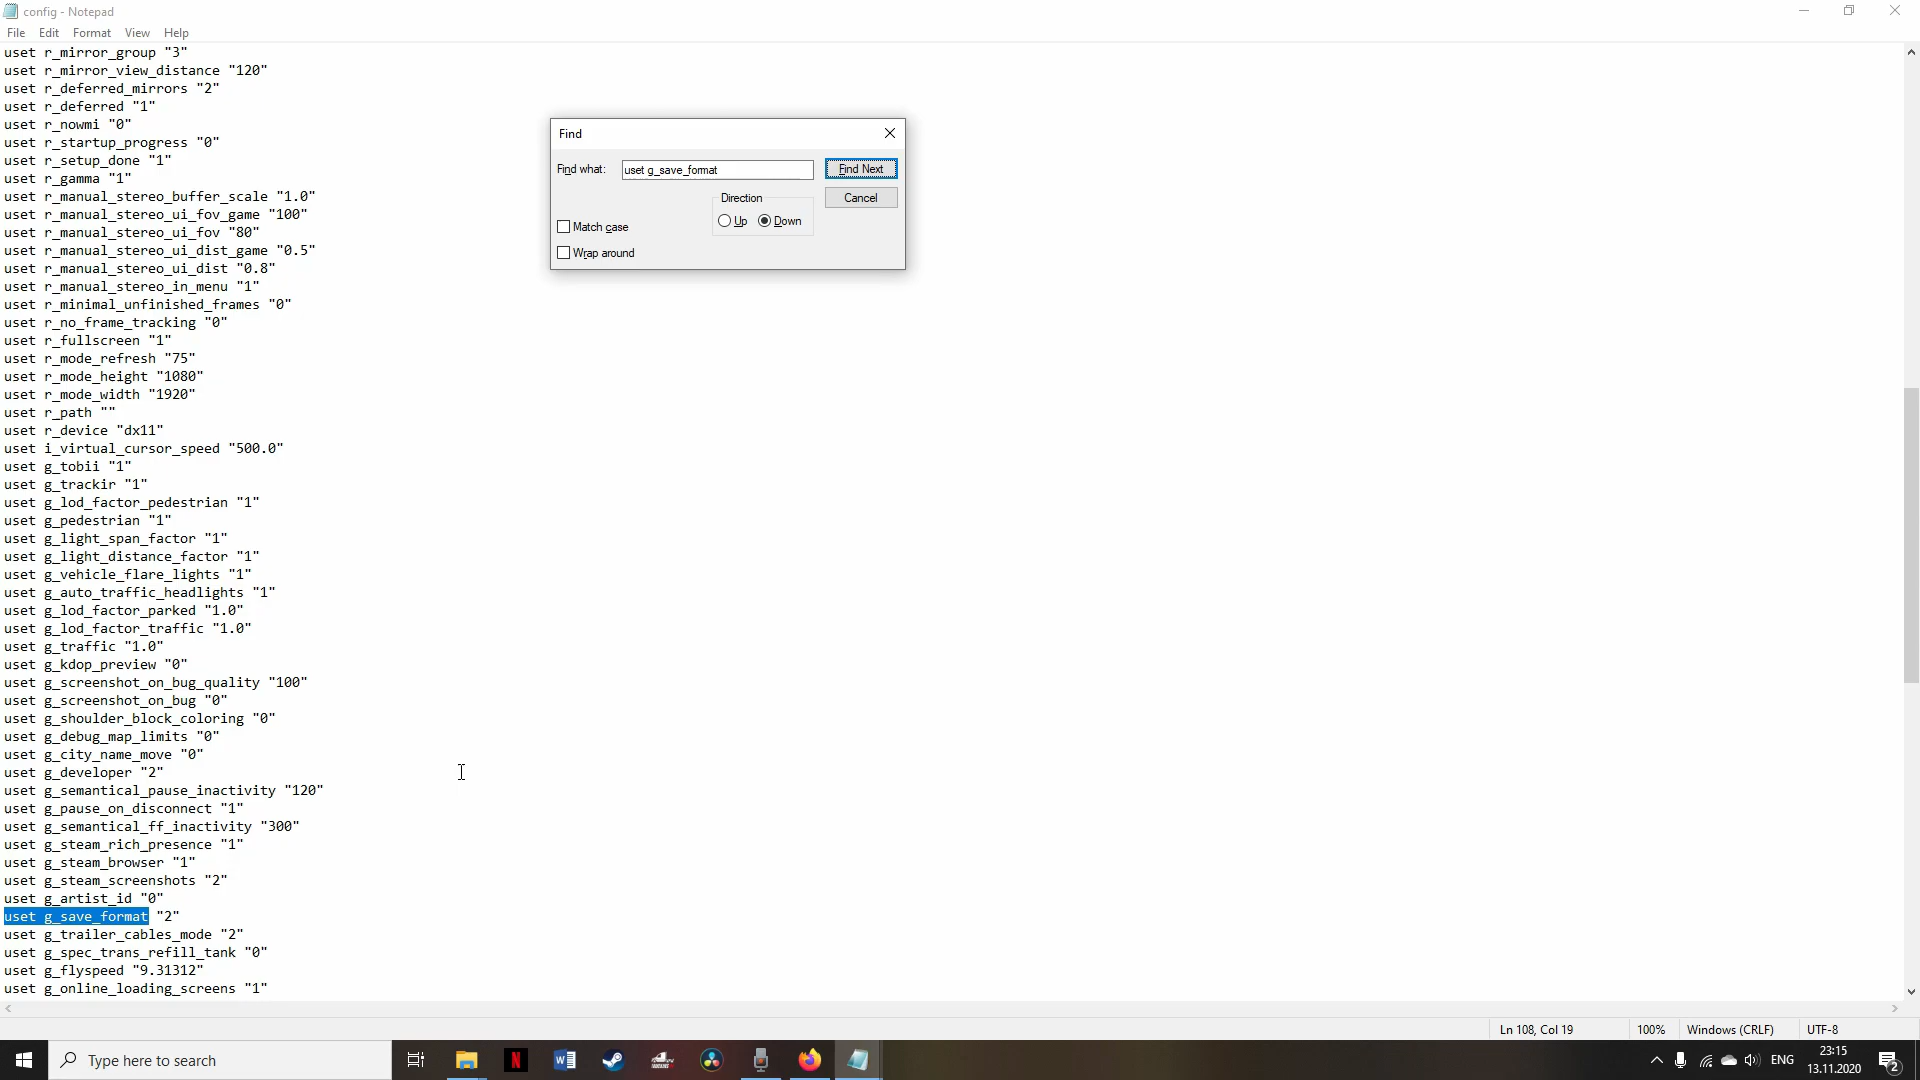 config - Notepad
File Edit Format View Help
uset r_mirror_group "3"
uset r_mirror_view_distance "120"
uset r_deferred_mirrors "2"
uset r_deferred "1"
uset r_nowmi "0"
uset r_startup_progress "0"
uset r_setup_done "1"
uset r_gamma "1"
uset r_manual_stereo_buffer_scale "1.0"
uset r_manual_stereo_ui_fov_game "100"
uset r_manual_stereo_ui_fov "80"
uset r_manual_stereo_ui_dist_game "0.5"
uset r_manual_stereo_ui_dist "0.8"
uset r_manual_stereo_in_menu "1"
uset r_minimal_unfinished_frames "0"
uset r_no_frame_tracking "0"
uset r_fullscreen "1"
uset r_mode_refresh "75"
uset r_mode_height "1080"
uset r_mode_width "1920"
uset r_path ""
uset r_device "dx11"
uset i_virtual_cursor_speed "500.0"
uset g_tobii "1"
uset g_trackir "1"
uset g_lod_factor_pedestrian "1"
uset g_pedestrian "1"
uset g_light_span_factor "1"
uset g_light_distance_factor "1"
uset g_vehicle_flare_lights "1"
uset g_auto_traffic_headlights "1"
uset g_lod_factor_parked "1.0"
uset g_lod_factor_traffic "1.0"
uset g_traffic "1.0"
uset g_kdop_preview "0"
uset g_screenshot_on_bug_quality "100"
uset g_screenshot_on_bug "0"
uset g_shoulder_block_coloring "0"
uset g_debug_map_limits "0"
uset g_city_name_move "0"
uset g_developer "2"
uset g_semantical_pause_inactivity "120"
uset g_pause_on_disconnect "1"
uset g_semantical_ff_inactivity "300"
uset g_steam_rich_presence "1"
uset g_steam_browser "1"
uset g_steam_screenshots "2"
uset g_artist_id "0"
uset g_save_format "2"
uset g_trailer_cables_mode "2"
uset g_spec_trans_refill_tank "0"
uset g_flyspeed "9.31312"
uset g_online_loading_screens "1"
Find
Find what: uset g_save_format Find Next
Direction Cancel
Up Down
Match case
Wrap around
Ln 108, Col 19 100% Windows (CRLF) UTF-8
Type here to search
N
W
ENG
23:15
13.11.2020
2